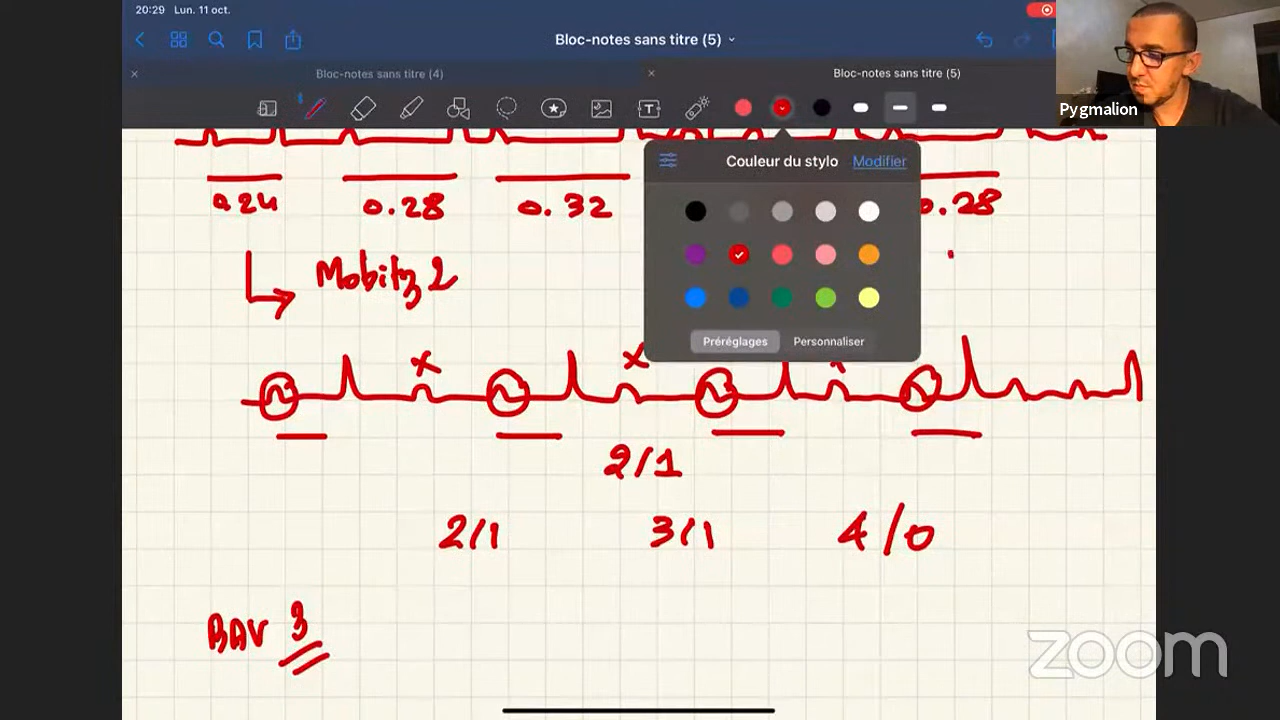 20:29 Lun. 11 oct.
Bloc-notes sans titre (5)
Bloc-notes sans titre (4)
Bloc-notes sans titre (5)
T
Pygmalion
Couleur du stylo Modifier
0.24 0.28 0.32 0.28
Mobitz 2
Préréglages Personnaliser
x x
2/1
2/1 3/1 4/0
BAV 3
zoom